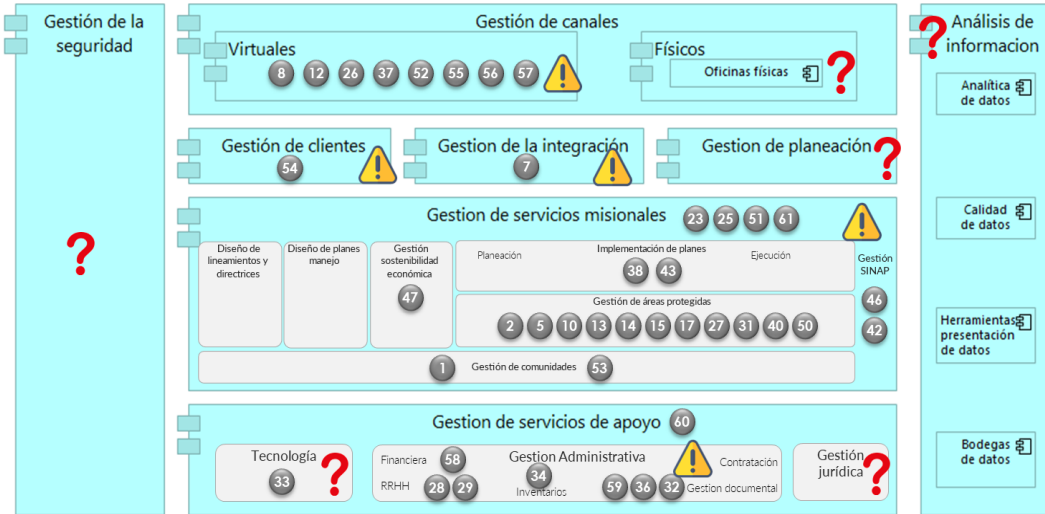 Gestión de la
seguridad
?
Gestión de canales
Virtuales
8 12 26 37 52 55 56 57 !
Físicos
Oficinas físicas
?
Gestión de clientes
54 !
Gestion de la integración
7 !
Gestion de planeación
?
Gestion de servicios misionales 23 25 51 61 !
Diseño de
lineamientos y
directrices
Diseño de planes
manejo
Gestión
sostenibilidad
económica
47
Implementación de planes
Planeación
Ejecución
38 43
Gestión de áreas protegidas
2 5 10 13 14 15 17 27 31 40 50
Gestión
SINAP
46
42
1 Gestión de comunidades 53
Gestion de servicios de apoyo 60
Tecnología
33 ?
Financiera 58
Gestion Administrativa
! Contratación
RRHH 28 29
34
Inventarios
59 36 32 Gestion documental
Gestión
jurídica
?
?
Análisis de
informacion
Analítica
de datos
Calidad
de datos
Herramientas
presentación
de datos
Bodegas
de datos